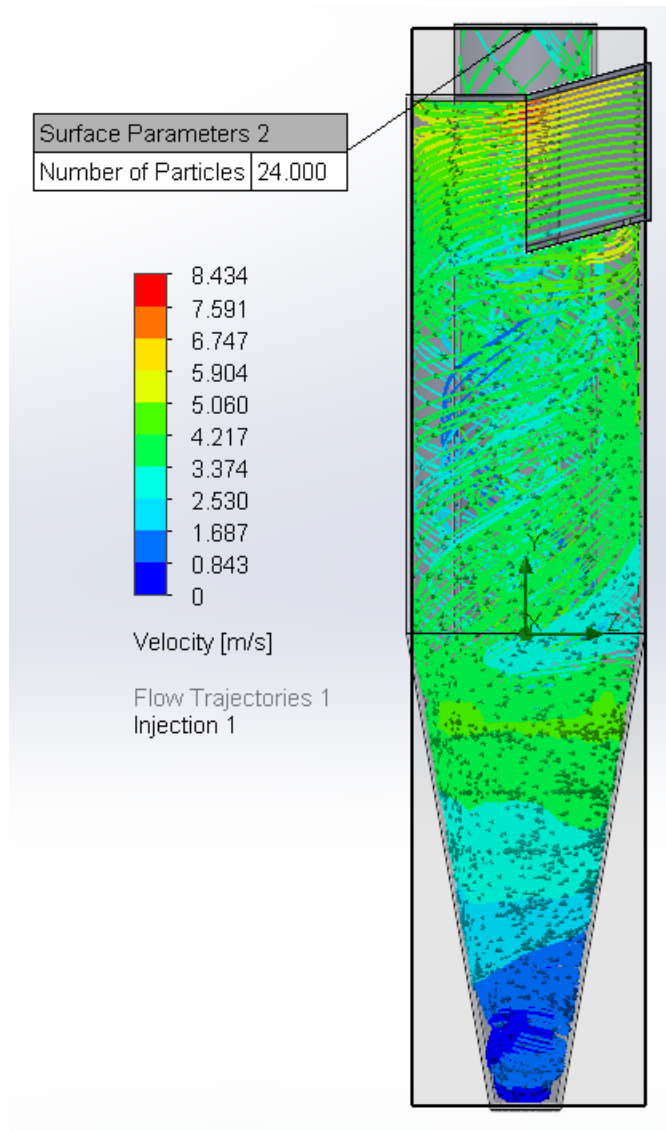 Surface Parameters 2
Number of Particles 24.000
8.434
7.591
6.747
5.904
5.060
4.217
3.374
2.530
1.687
0.843
0
Velocity [m/s]
Flow Trajectories 1
Injection 1
Y
X
Z